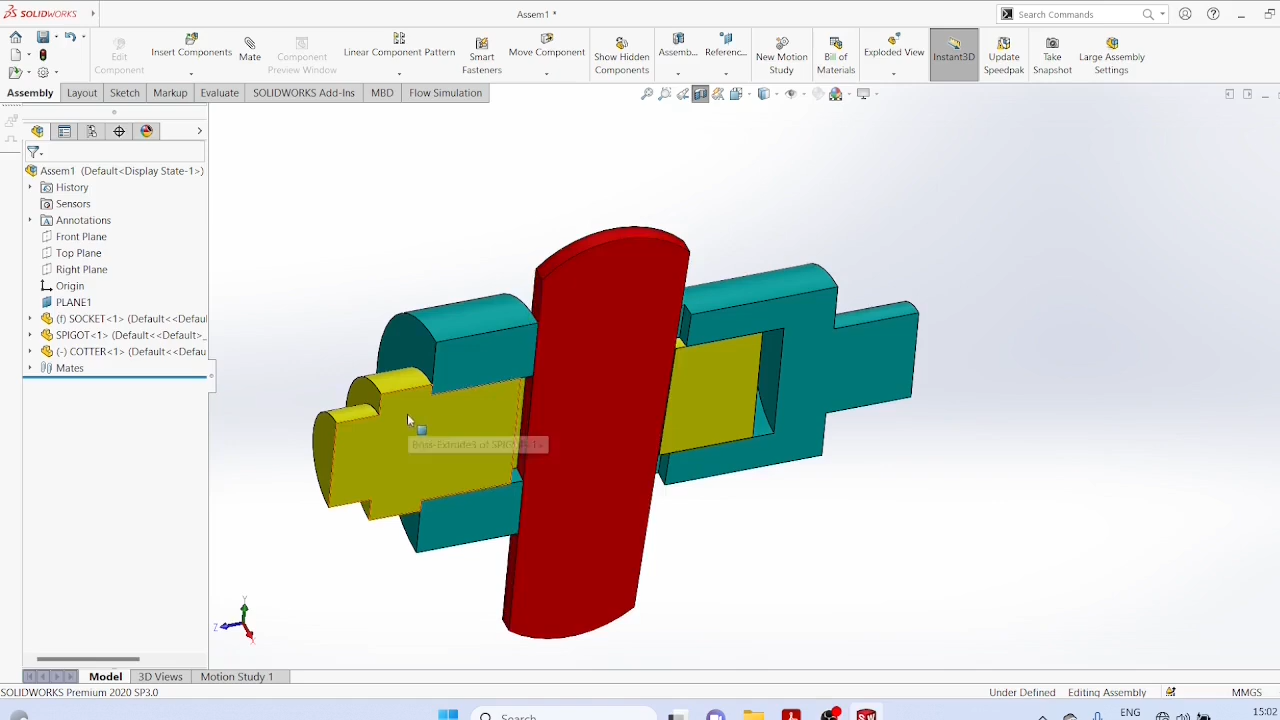 SOLIDWORKS
Assem1 *
Search Commands
Edit Component
Insert Components
Mate
Component Preview Window
Linear Component Pattern
Smart Fasteners
Move Component
Show Hidden Components
Assemb...
Referenc...
New Motion Study
Bill of Materials
Exploded View
Instant3D
Update Speedpak
Take Snapshot
Large Assembly Settings
Assembly
Layout
Sketch
Markup
Evaluate
SOLIDWORKS Add-Ins
MBD
Flow Simulation
Assem1 (Default<Display State-1>)
History
Sensors
Annotations
Front Plane
Top Plane
Right Plane
Origin
PLANE1
(f) SOCKET<1> (Default<<Defaul
SPIGOT<1> (Default<<Default>_
(-) COTTER<1> (Default<<Defau
Mates
Boss-Extrude3 of SPIGOT<1>
Y
Z
X
Model
3D Views
Motion Study 1
SOLIDWORKS Premium 2020 SP3.0
Under Defined
Editing Assembly
MMGS
Search
ENG
15:02